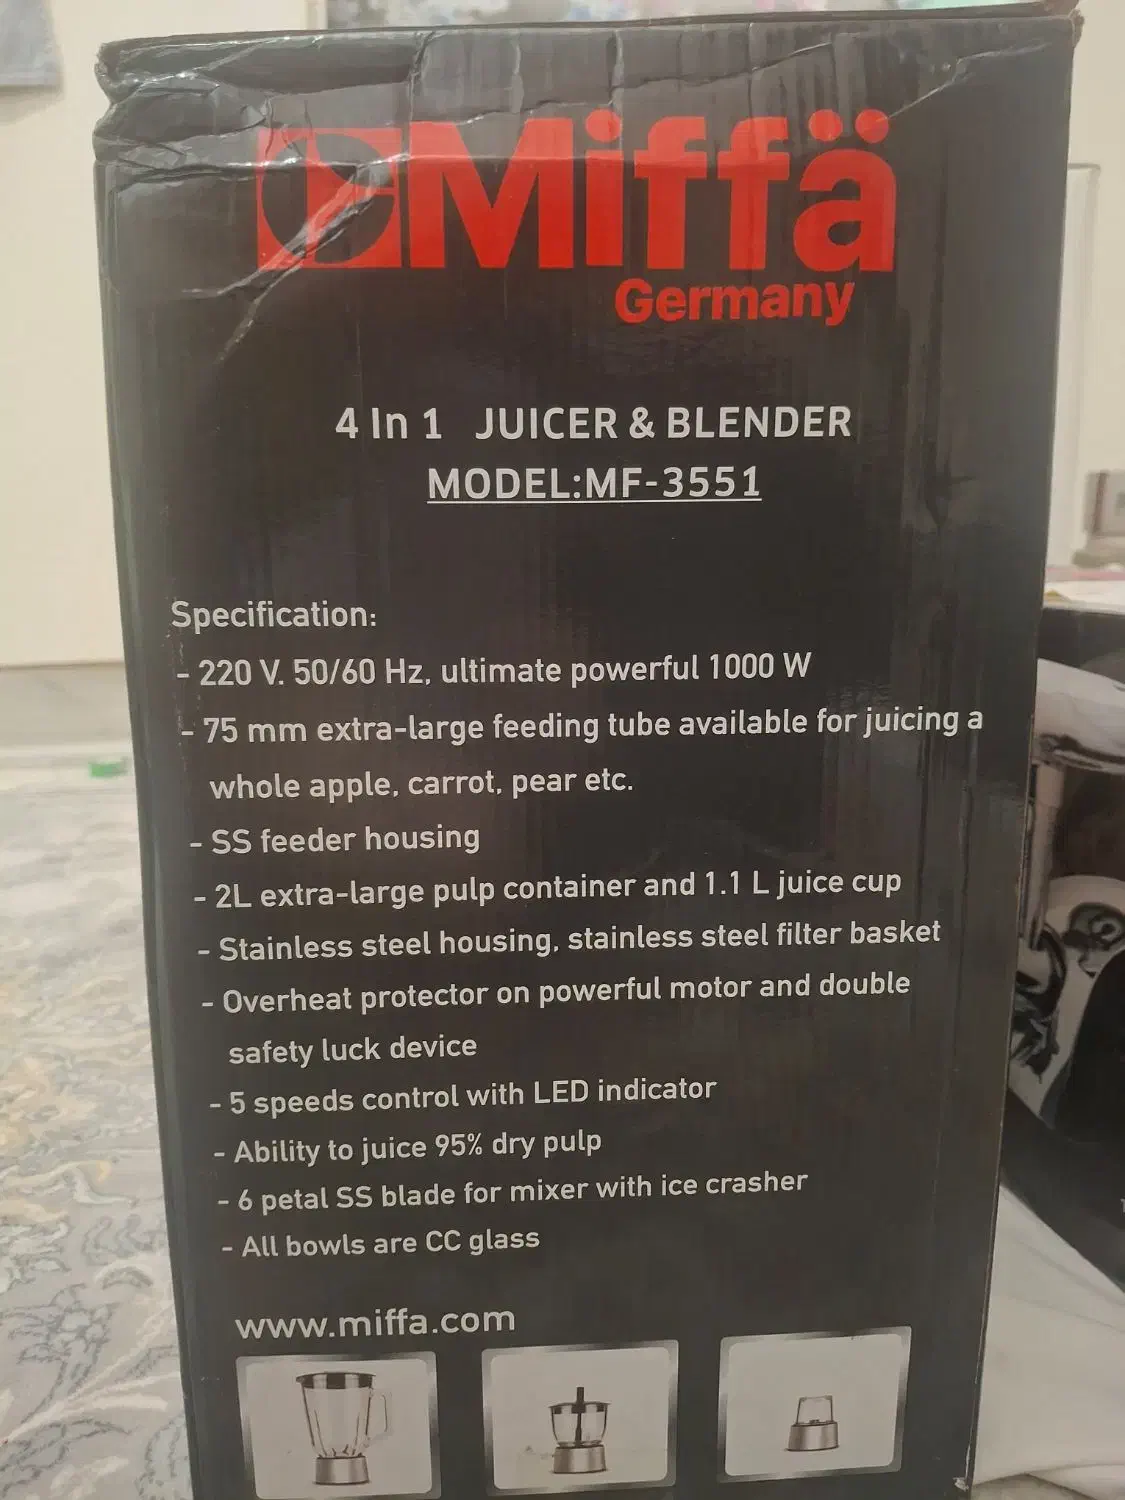 Miffä
Germany
4 In 1 JUICER & BLENDER
MODEL:MF-3551
Specification:
- 220 V. 50/60 Hz, ultimate powerful 1000 W
- 75 mm extra-large feeding tube available for juicing a
whole apple, carrot, pear etc.
- SS feeder housing
- 2L extra-large pulp container and 1.1 L juice cup
- Stainless steel housing, stainless steel filter basket
- Overheat protector on powerful motor and double
safety luck device
- 5 speeds control with LED indicator
- Ability to juice 95% dry pulp
- 6 petal SS blade for mixer with ice crasher
- All bowls are CC glass
www.miffa.com